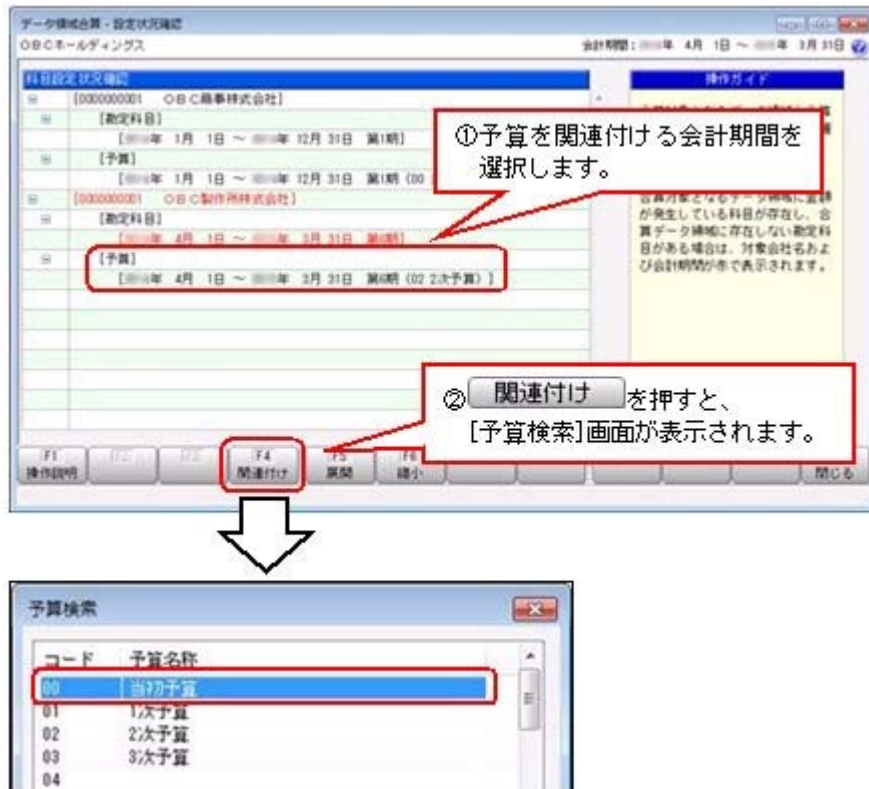 データ領域合算 - 設定状況確認
OBCホールディングス
会計期間: 年 4月 1日 ~ 年 3月 31日
科目設定状況確認
操作ガイド
[0000000001 OBC商事株式会社]
[勘定科目]
[ 年 1月 1日 ~ 年 12月 31日 第1期]
[予算]
[ 年 1月 1日 ~ 年 12月 31日 第1期 (00
[0000000001 OBC製作所株式会社]
[勘定科目]
[ 年 4月 1日 ~ 年 3月 31日 第6期]
[予算]
[ 年 4月 1日 ~ 年 3月 31日 第6期 (02 2次予算) ]
①予算を関連付ける会計期間を
選択します。
合算対象となるデータ領域に金額
が発生している科目が存在し、合
算データ領域に存在しない勘定科
目がある場合は、対象会社名およ
び会計期間が赤で表示されます。
②関連付けを押すと、
[予算検索]画面が表示されます。
F1 操作説明
F4 関連付け
F5 展開
F6 縮小
閉じる
予算検索
コード 予算名称
00 当初予算
01 1次予算
02 2次予算
03 3次予算
04